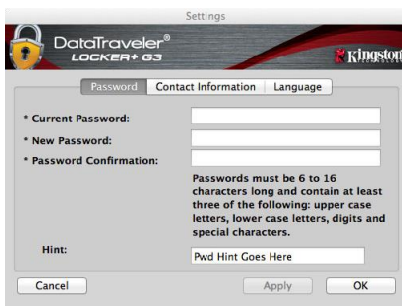 Settings
DataTraveler®
LOCKER+ G3
Kingston
Password Contact Information Language
* Current Password:
* New Password:
* Password Confirmation:
Passwords must be 6 to 16
characters long and contain at least
three of the following: upper case
letters, lower case letters, digits and
special characters.
Hint:
Pwd Hint Goes Here
Cancel Apply OK